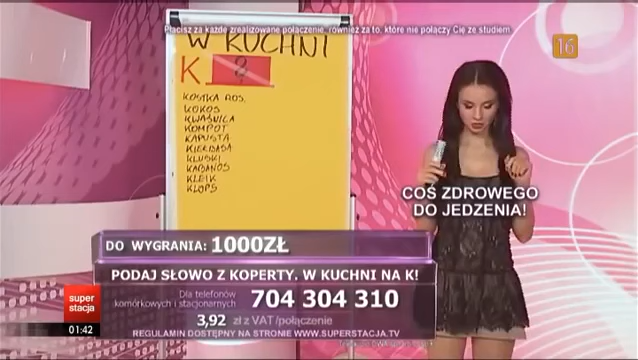 Płacisz za każde zrealizowane połączenie, również za to, które nie połączy Cię ze studiem.
W KUCHNI
16
K ?
KOSTKA ROS.
KOKOS
KWAŚNICA
KOMPOT
KAPUSTA
KIEŁBASA
KLUSKI
KABANOS
KLEIK
KLOPS
COŚ ZDROWEGO
DO JEDZENIA!
DO WYGRANIA: 1000ZŁ
PODAJ SŁOWO Z KOPERTY. W KUCHNI NA K!
Dla telefonów
komórkowych i stacjonarnych
704 304 310
3,92 zł z VAT/połączenie
REGULAMIN DOSTĘPNY NA STRONIE WWW.SUPERSTACJA.TV
super
stacja
01:42